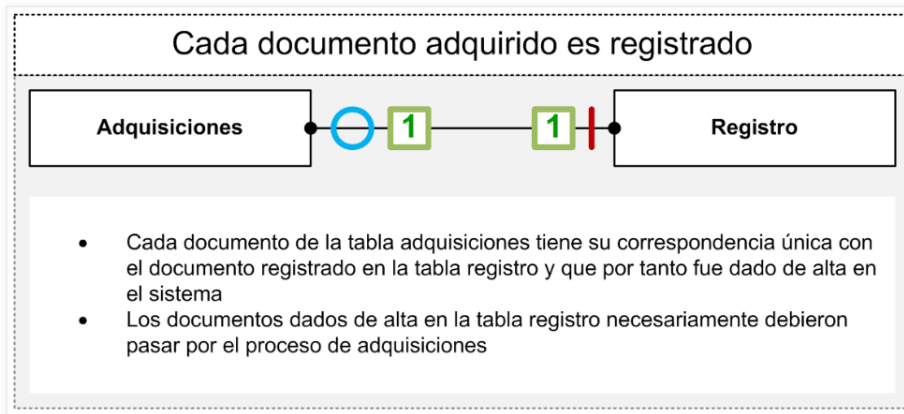 Cada documento adquirido es registrado
Adquisiciones
1
1
Registro
• Cada documento de la tabla adquisiciones tiene su correspondencia única con
el documento registrado en la tabla registro y que por tanto fue dado de alta en
el sistema
• Los documentos dados de alta en la tabla registro necesariamente debieron
pasar por el proceso de adquisiciones